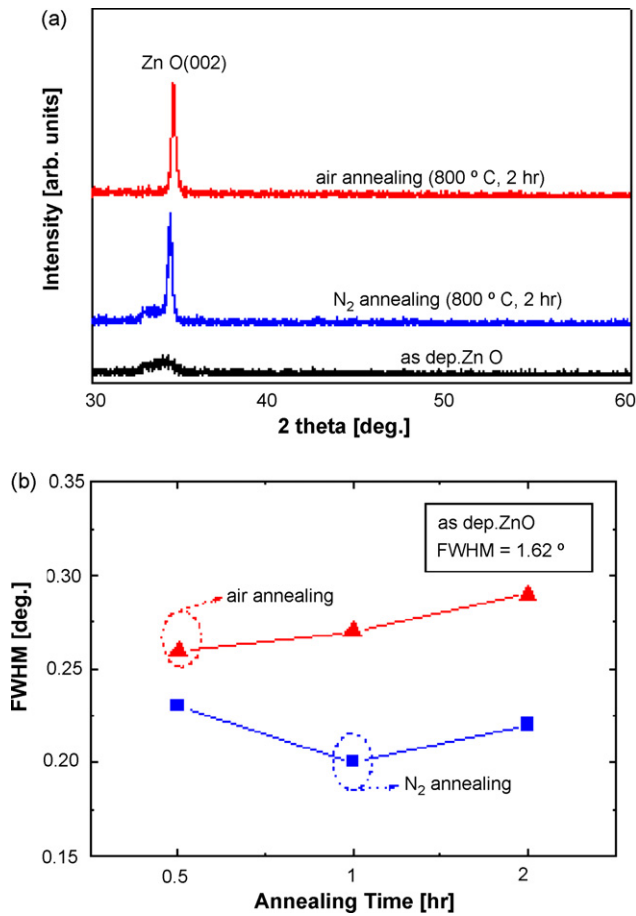 (a)
Zn O(002)
Intensity [arb. units]
air annealing (800 º C, 2 hr)
N₂ annealing (800 º C, 2 hr)
as dep.Zn O
30 40 50 60
2 theta [deg.]
(b)
0.35
0.30
0.25
0.20
0.15
FWHM [deg.]
as dep.ZnO
FWHM = 1.62 º
air annealing
N₂ annealing
0.5 1 2
Annealing Time [hr]